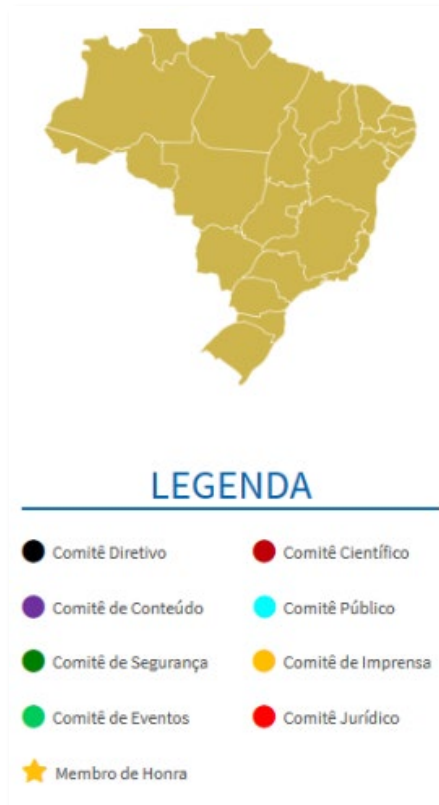 LEGENDA
Comitê Diretivo
Comitê Científico
Comitê de Conteúdo
Comitê Público
Comitê de Segurança
Comitê de Imprensa
Comitê de Eventos
Comitê Jurídico
Membro de Honra